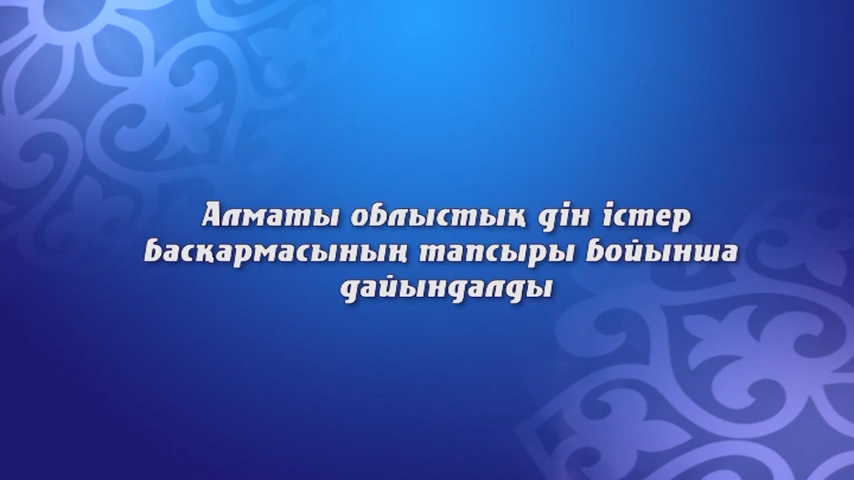 Алматы облыстық дін істер
басқармасының тапсыры бойынша
дайындалды